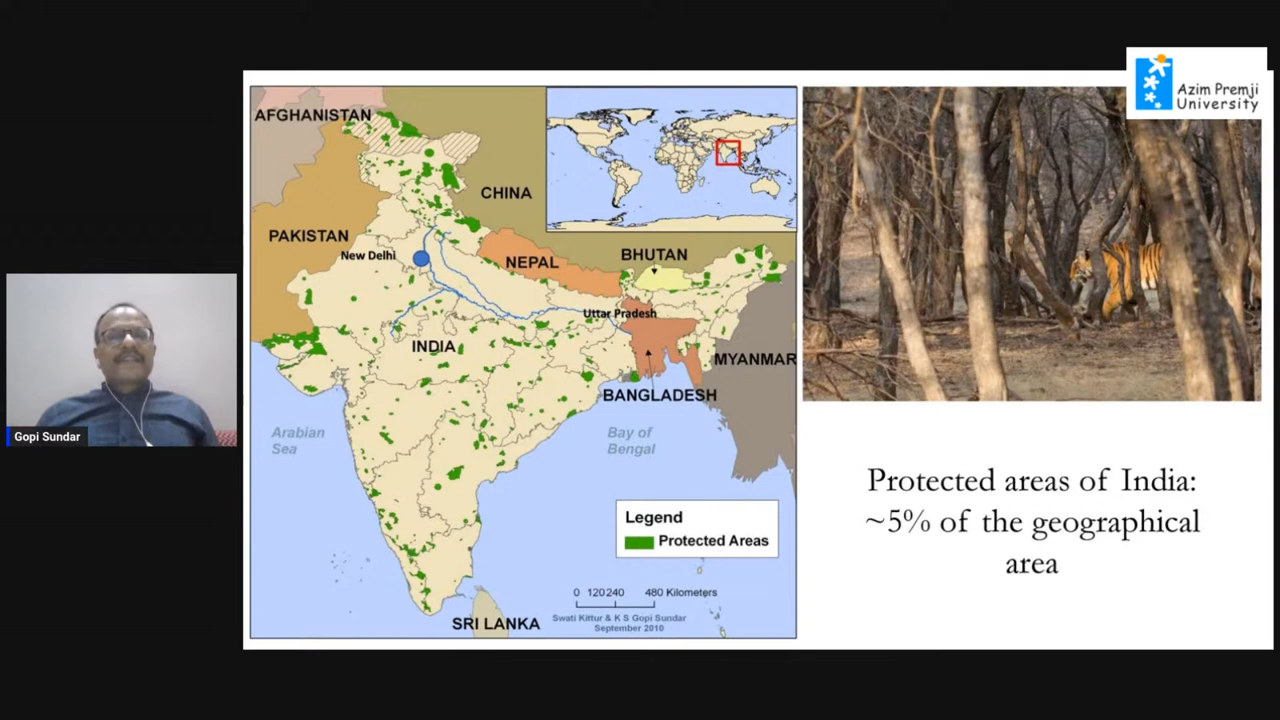 Azim Premji
University
AFGHANISTAN
CHINA
PAKISTAN
New Delhi
NEPAL
BHUTAN
Uttar Pradesh
INDIA
MYANMAR
BANGLADESH
Arabian
Sea
Bay of
Bengal
Legend
Protected Areas
0 120240 480 Kilometers
Swati Kittur & K S Gopi Sundar
September 2010
SRI LANKA
Protected areas of India:
~5% of the geographical
area
Gopi Sundar